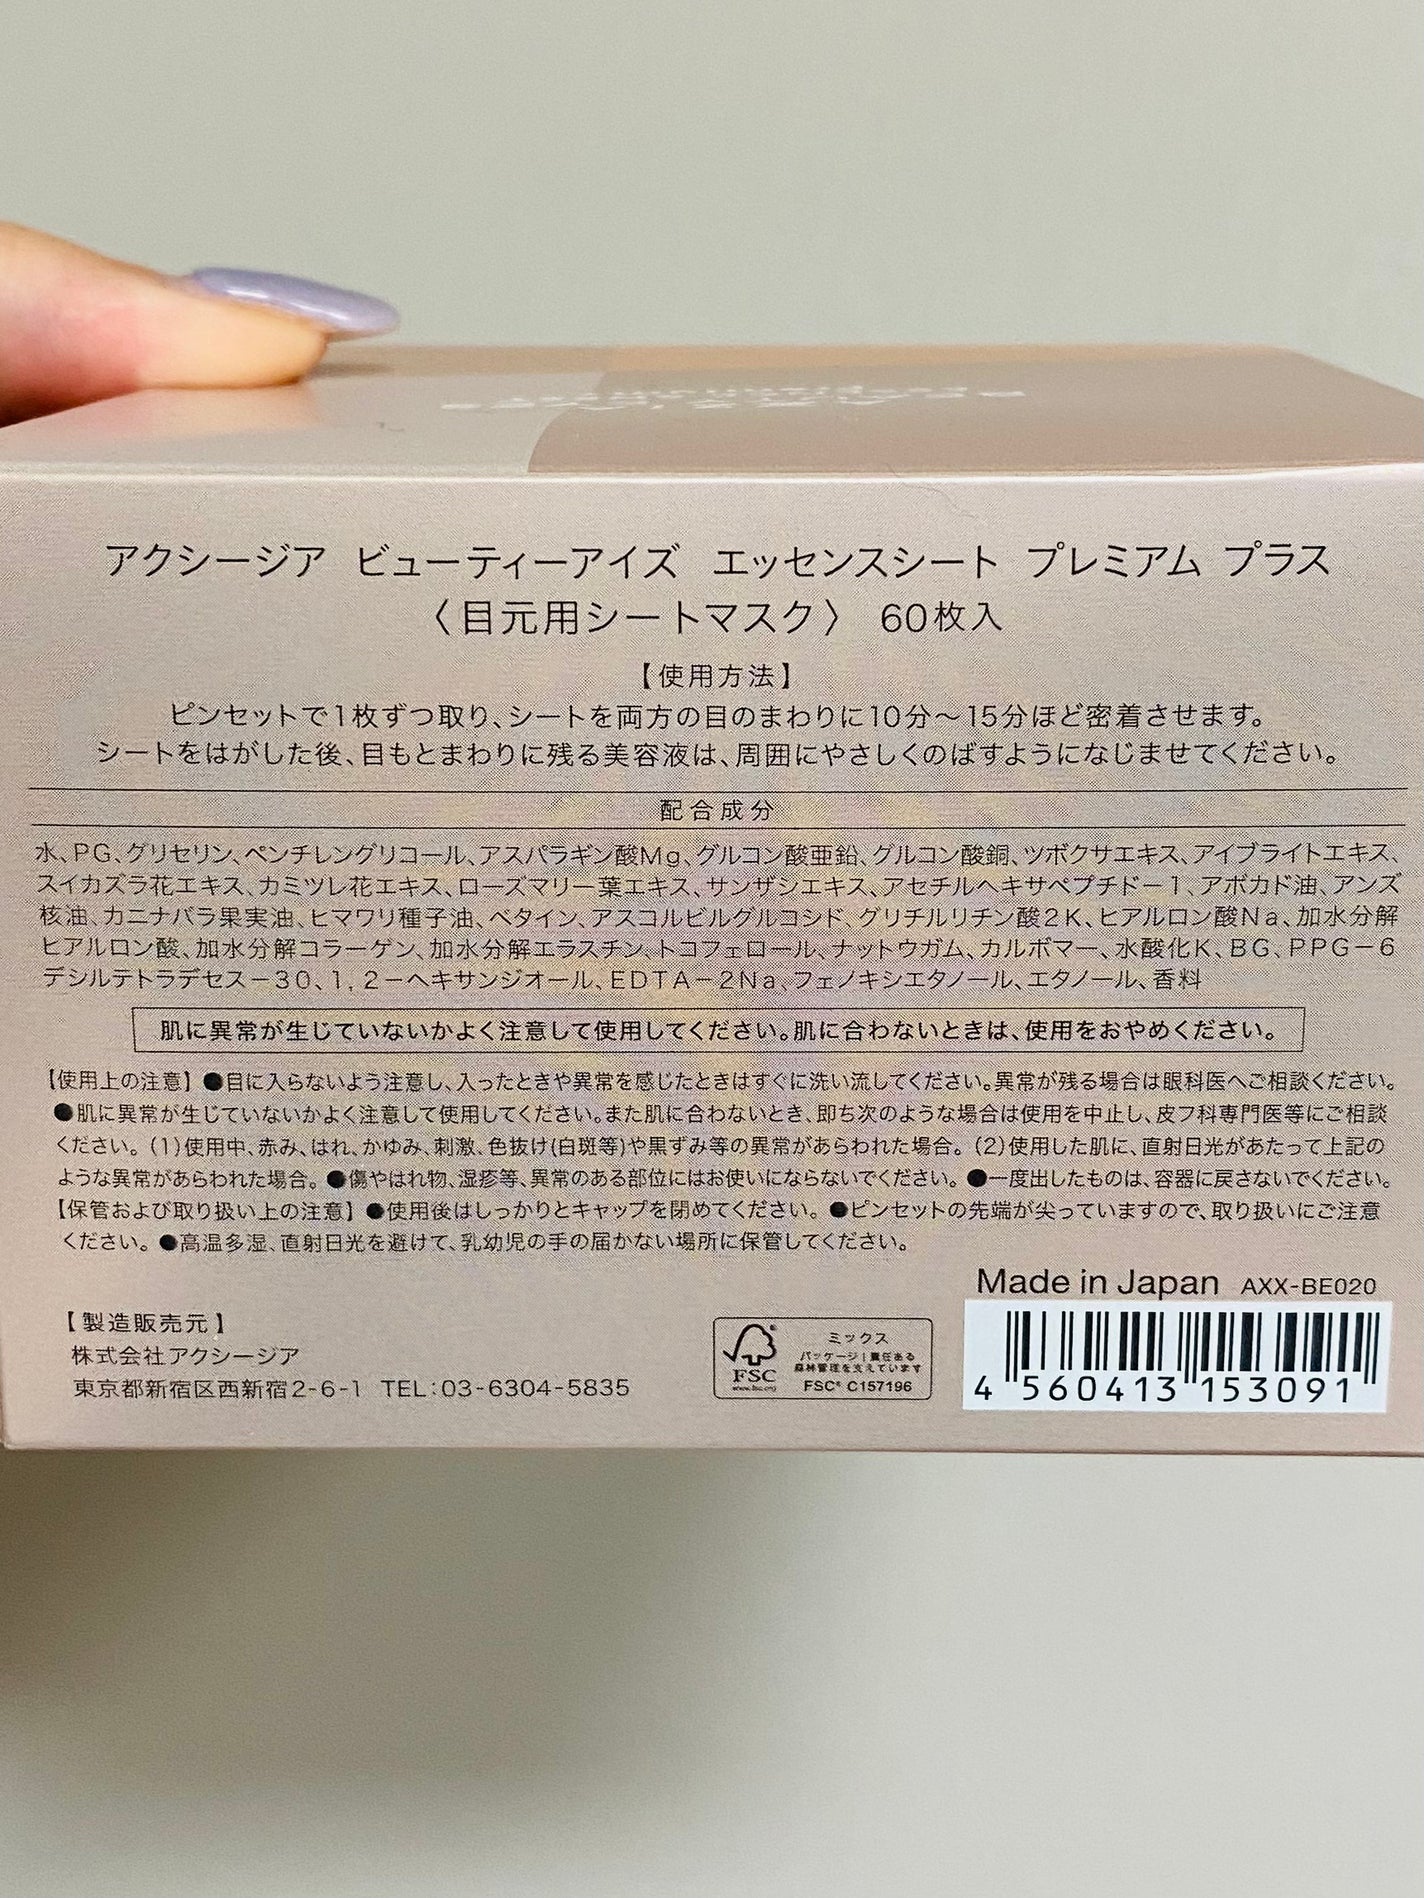 アクシージア ビューティーアイズ エッセンスシート プレミアム プラス
〈目元用シートマスク〉 60枚入
【使用方法】
ピンセットで1枚ずつ取り、シートを両方の目のまわりに10分～15分ほど密着させます。
シートをはがした後、目もとまわりに残る美容液は、周囲にやさしくのばすようになじませてください。
配合成分
水、PG、グリセリン、ペンチレングリコール、アスパラギン酸Mg、グルコン酸亜鉛、グルコン酸銅、ツボクサエキス、アイブライトエキス、
スイカズラ花エキス、カミツレ花エキス、ローズマリー葉エキス、サンザシエキス、アセチルヘキサペプチド－1、アボカド油、アンズ
核油、カニナバラ果実油、ヒマワリ種子油、ベタイン、アスコルビルグルコシド、グリチルリチン酸2K、ヒアルロン酸Na、加水分解
ヒアルロン酸、加水分解コラーゲン、加水分解エラスチン、トコフェロール、ナットウガム、カルボマー、水酸化K、BG、PPG－6
デシルテトラデセス－30、1，2－ヘキサンジオール、EDTA－2Na、フェノキシエタノール、エタノール、香料
肌に異常が生じていないかよく注意して使用してください。肌に合わないときは、使用をおやめください。
【使用上の注意】●目に入らないよう注意し、入ったときや異常を感じたときはすぐに洗い流してください。異常が残る場合は眼科医へご相談ください。
●肌に異常が生じていないかよく注意して使用してください。また肌に合わないとき、即ち次のような場合は使用を中止し、皮フ科専門医等にご相談
ください。(1)使用中、赤み、はれ、かゆみ、刺激、色抜け(白斑等)や黒ずみ等の異常があらわれた場合。(2)使用した肌に、直射日光があたって上記の
ような異常があらわれた場合。●傷やはれ物、湿疹等、異常のある部位にはお使いにならないでください。●一度出したものは、容器に戻さないでください。
【保管および取り扱い上の注意】●使用後はしっかりとキャップを閉めてください。●ピンセットの先端が尖っていますので、取り扱いにご注意
ください。●高温多湿、直射日光を避けて、乳幼児の手の届かない場所に保管してください。
Made in Japan AXX-BE020
【製造販売元】
株式会社アクシージア
東京都新宿区西新宿2-6-1 TEL:03-6304-5835
FSC
www.fsc.org
ミックス
パッケージ｜責任ある
森林管理を支えています
FSC® C157196
4 560413 153091